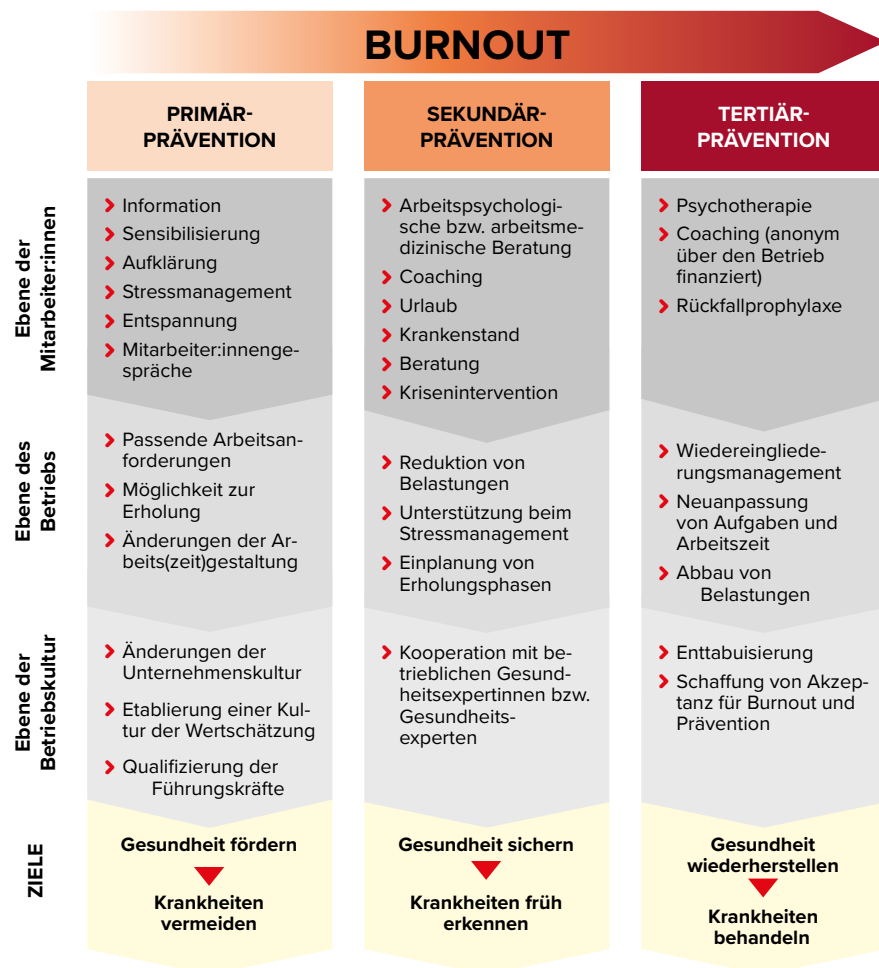 BURNOUT
PRIMÄR-
PRÄVENTION
SEKUNDÄR-
PRÄVENTION
TERTIÄR-
PRÄVENTION
Ebene der
Mitarbeiter:innen
Information
Sensibilisierung
Aufklärung
Stressmanagement
Entspannung
Mitarbeiter:innenge-
spräche
Arbeitspsychologi-
sche bzw. arbeitsme-
dizinische Beratung
Coaching
Urlaub
Krankenstand
Beratung
Krisenintervention
Psychotherapie
Coaching (anonym
über den Betrieb
finanziert)
Rückfallprophylaxe
Ebene des
Betriebs
Passende Arbeitsan-
forderungen
Möglichkeit zur
Erholung
Änderungen der Ar-
beits(zeit)gestaltung
Reduktion von
Belastungen
Unterstützung beim
Stressmanagement
Einplanung von
Erholungsphasen
Wiedereingliede-
rungsmanagement
Neuanpassung
von Aufgaben und
Arbeitszeit
Abbau von
Belastungen
Ebene der
Betriebskultur
Änderungen der
Unternehmenskultur
Etablierung einer Kul-
tur der Wertschätzung
Qualifizierung der
Führungskräfte
Kooperation mit be-
trieblichen Gesund-
heitsexpertinnen bzw.
Gesundheits-
experten
Enttabuisierung
Schaffung von Akzep-
tanz für Burnout und
Prävention
ZIELE
Gesundheit fördern
Krankheiten
vermeiden
Gesundheit sichern
Krankheiten früh
erkennen
Gesundheit
wiederherstellen
Krankheiten
behandeln